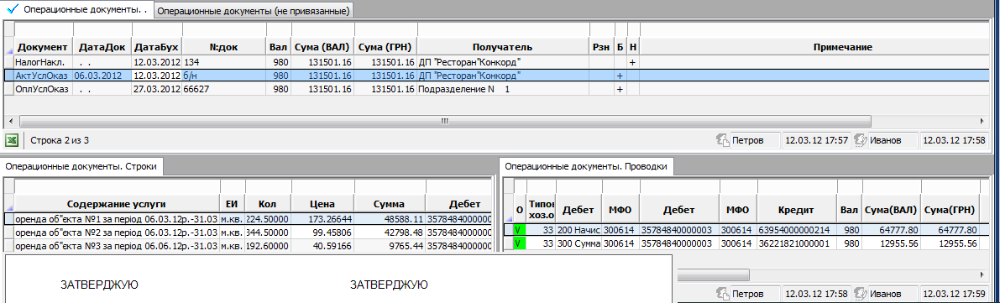 Операционные документы. . Операционные документы (не привязанные)
Документ ДатаДок ДатаБух N:док Вал Сума (ВАЛ) Сума (ГРН) Получатель Рзн Б Н Примечание
НалогНакл. . . 12.03.2012 134 980 131501.16 131501.16 ДП "Ресторан"Конкорд" +
АктУслОказ 06.03.2012 12.03.2012 б/н 980 131501.16 131501.16 ДП "Ресторан"Конкорд" +
ОплУслОказ . . 27.03.2012 66627 980 131501.16 131501.16 Подразделение N 1 +
Строка 2 из 3 Петров 12.03.12 17:57 Иванов 12.03.12 17:58
Операционные документы. Строки
Содержание услуги ЕИ Кол Цена Сумма Дебет
оренда об"єкта №1 за період 06.03.12р.-31.03 м.кв. 224.50000 173.26644 48588.11 3578484000000
оренда об"єкта №2 за період 06.03.12р.-31.03 м.кв. 344.50000 99.45806 42798.48 3578484000000
оренда об"єкта №3 за період 06.03.12р.-31.03 м.кв. 192.60000 40.59166 9765.44 3578484000000
Операционные документы. Проводки
О Типов хоз.о Дебет МФО Дебет МФО Кредит Вал Сума(ВАЛ) Сума(ГРН)
V 33 200 Начис 300614 35784840000003 300614 63954000000214 980 64777.80 64777.80
V 33 300 Сумма 300614 35784840000003 300614 36221821000001 980 12955.56 12955.56
ЗАТВЕРДЖУЮ ЗАТВЕРДЖУЮ
Петров 12.03.12 17:58 Иванов 12.03.12 17:59